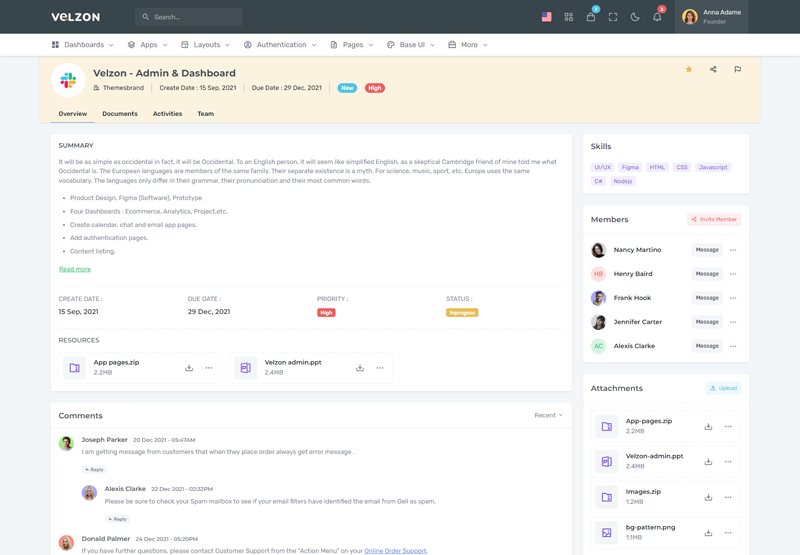 VELZON
Search...
7
3
Anna Adame
Founder
Dashboards
Apps
Layouts
Authentication
Pages
Base UI
More
Velzon - Admin & Dashboard
Themesbrand
Create Date : 15 Sep, 2021
Due Date : 29 Dec, 2021
New
High
Overview
Documents
Activities
Team
SUMMARY
It will be as simple as occidental in fact, it will be Occidental. To an English person, it will seem like simplified English, as a skeptical Cambridge friend of mine told me what
Occidental is. The European languages are members of the same family. Their separate existence is a myth. For science, music, sport, etc, Europe uses the same
vocabulary. The languages only differ in their grammar, their pronunciation and their most common words.
Product Design, Figma (Software), Prototype
Four Dashboards : Ecommerce, Analytics, Project,etc.
Create calendar, chat and email app pages.
Add authentication pages.
Content listing.
Read more
CREATE DATE :
15 Sep, 2021
DUE DATE :
29 Dec, 2021
PRIORITY :
High
STATUS :
Inprogess
RESOURCES
App pages.zip
2.2MB
Velzon admin.ppt
2.4MB
Comments
Recent
Joseph Parker 20 Dec 2021 - 05:47AM
I am getting message from customers that when they place order always get error message .
Reply
Alexis Clarke 22 Dec 2021 - 02:32PM
Please be sure to check your Spam mailbox to see if your email filters have identified the email from Dell as spam.
Reply
Donald Palmer 24 Dec 2021 - 05:20PM
If you have further questions, please contact Customer Support from the "Action Menu" on your Online Order Support.
Skills
UI/UX
Figma
HTML
CSS
Javascript
C#
Nodejs
Members
Invite Member
Nancy Martino
Message
HB
Henry Baird
Message
Frank Hook
Message
Jennifer Carter
Message
AC
Alexis Clarke
Message
Attachments
Upload
App-pages.zip
2.2MB
Velzon-admin.ppt
2.4MB
Images.zip
1.2MB
bg-pattern.png
1.1MB